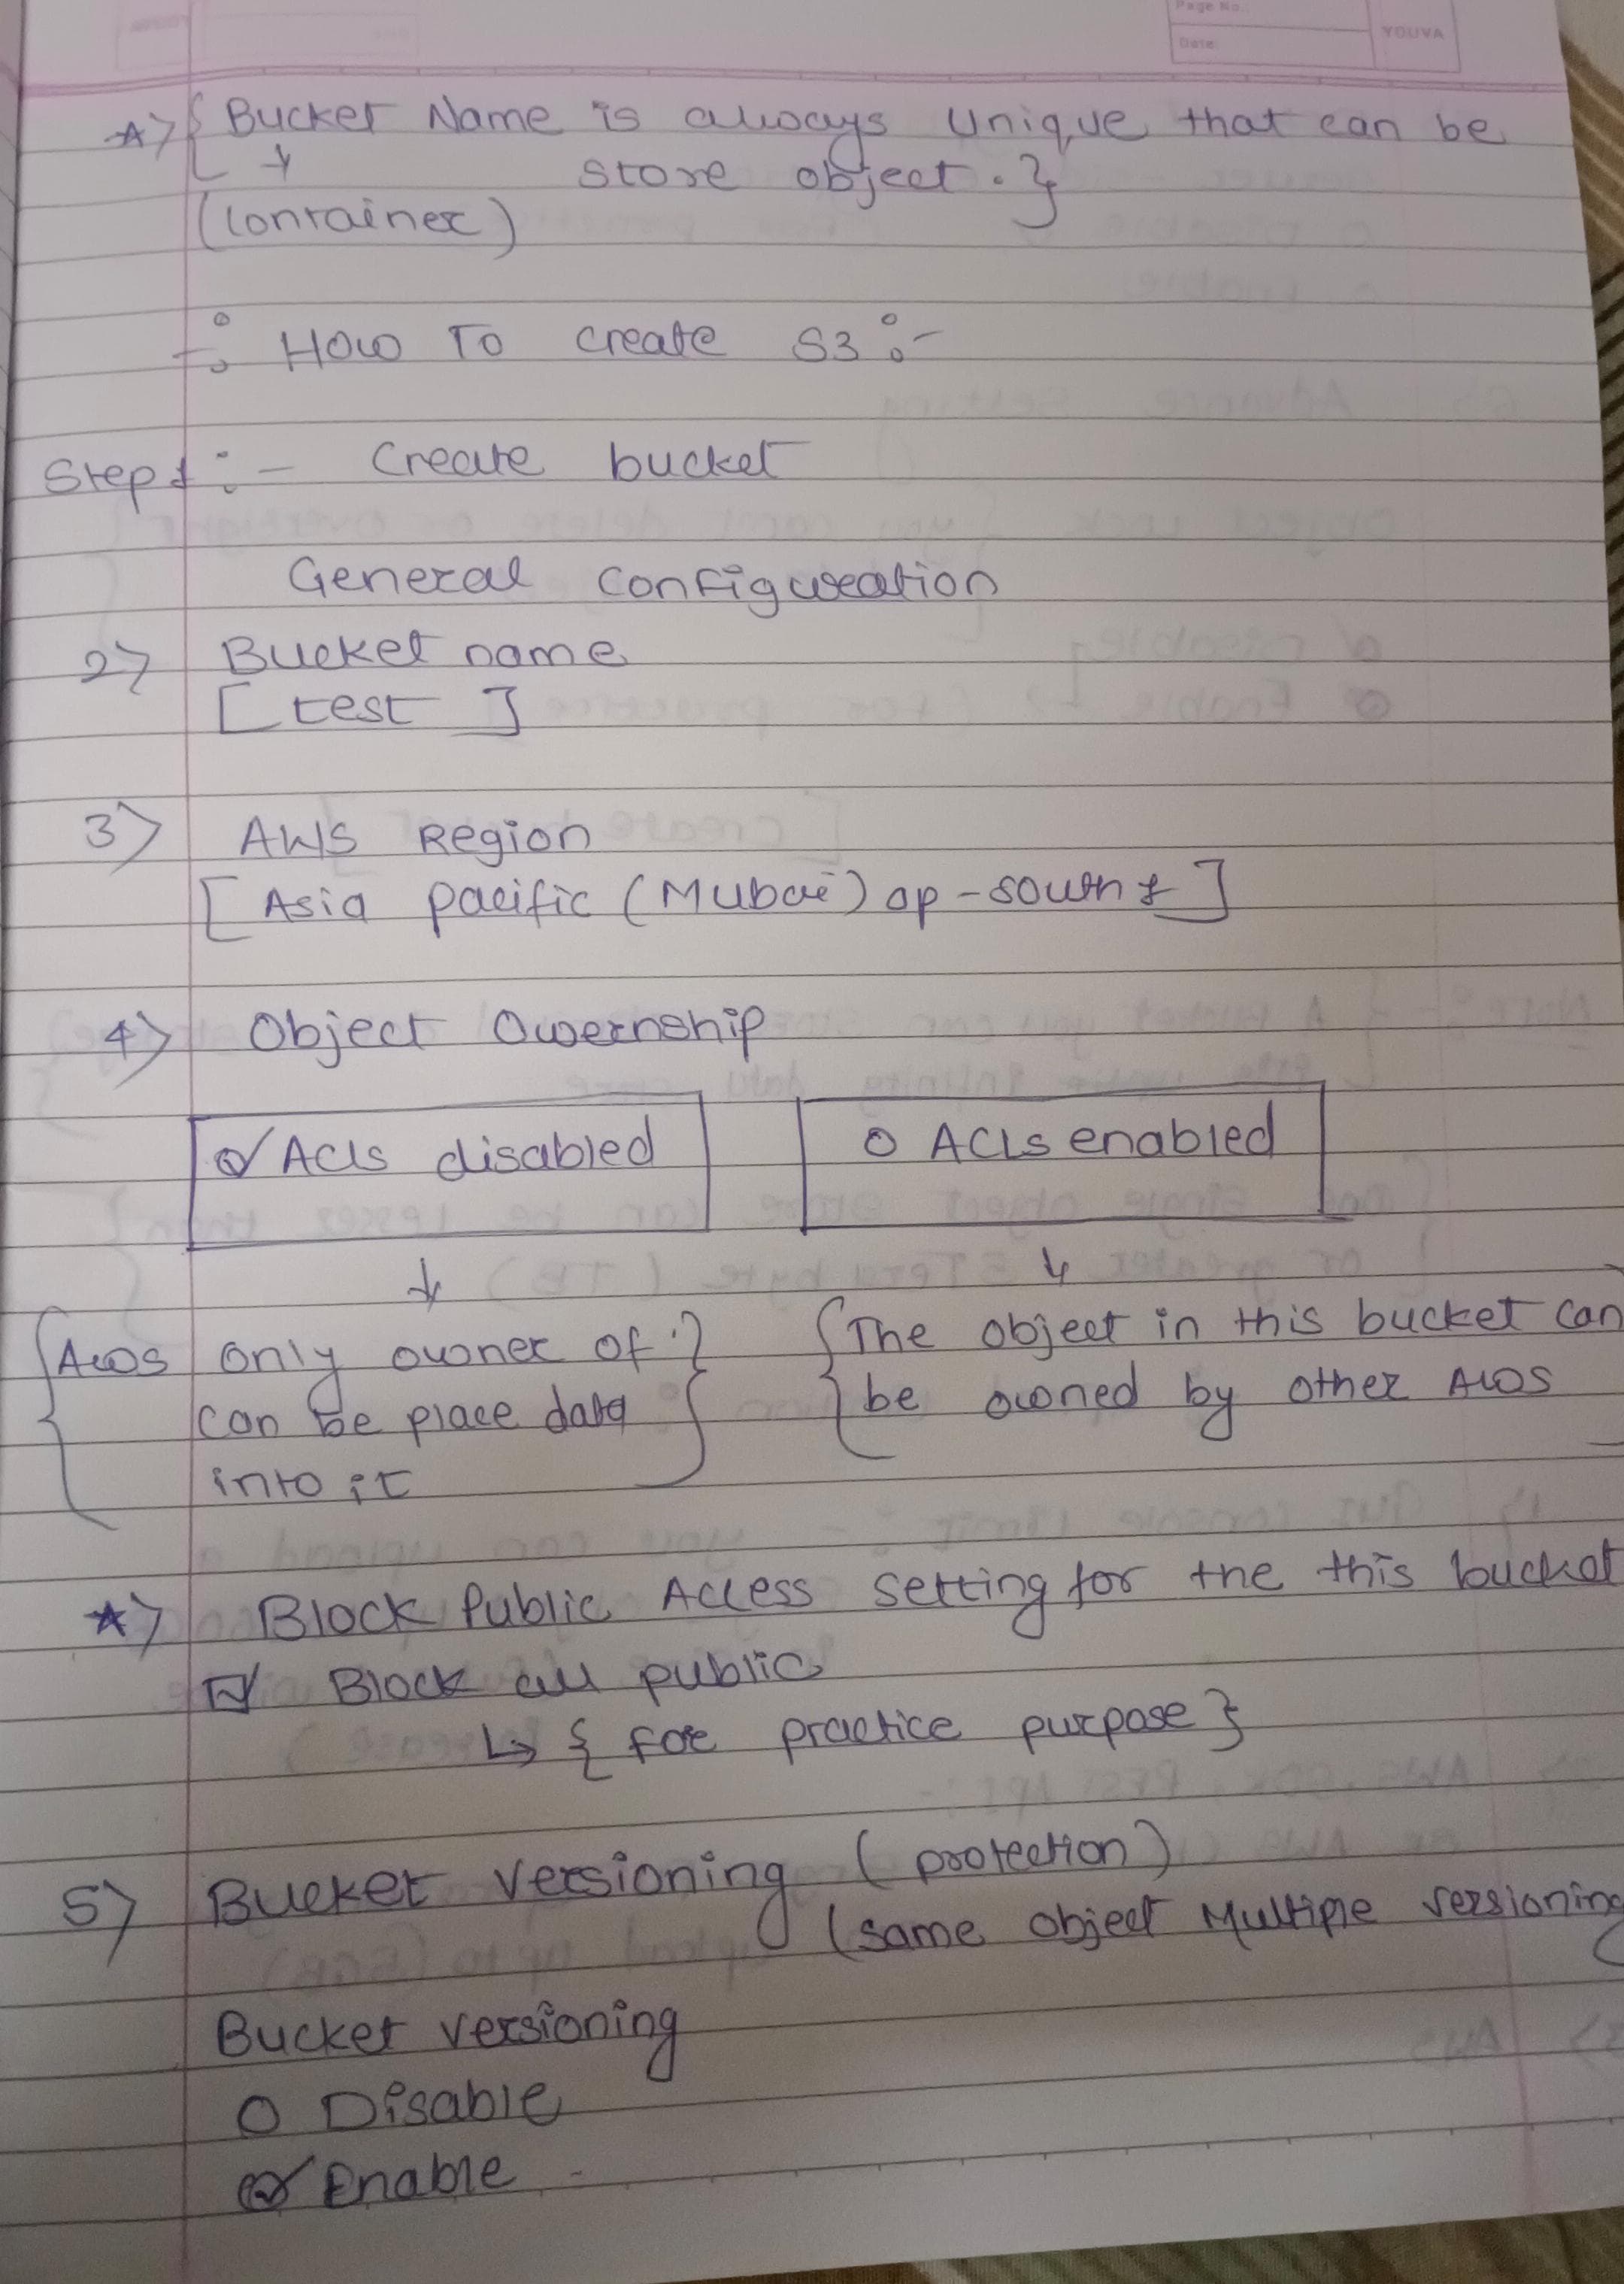 Page No.
Date
YOUVA
☆> { Bucket Name is always Unique that can be
↓ store object. }
(Container)
-: How To create S3 :-
Step 1 :- Create bucket
General Configuration
2> Bucket name
[ test ]
3> AWS Region
[ Asia pacific (Mubai) ap-south 1 ]
4> Object Owernship
ACLs disabled O ACLs enabled
↓ ↓
{ Aws only owner of } { The object in this bucket can
can be place data be owned by other Aws
into it
☆> Block Public Access setting for the this bucket
☑ Block all public
↳ { for practice purpose }
5> Bucket versioning (protection)
(same object Multiple versioning
Bucket versioning
O Disable
Enable -